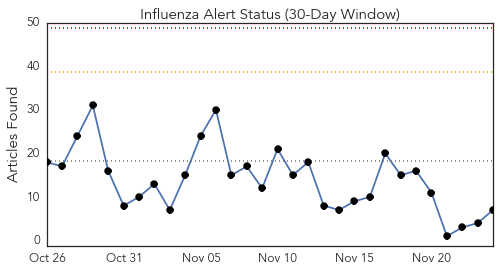 Influenza Alert Status (30-Day Window)
Articles Found
50
40
30
20
10
0
Oct 26 Oct 31 Nov 05 Nov 10 Nov 15 Nov 20